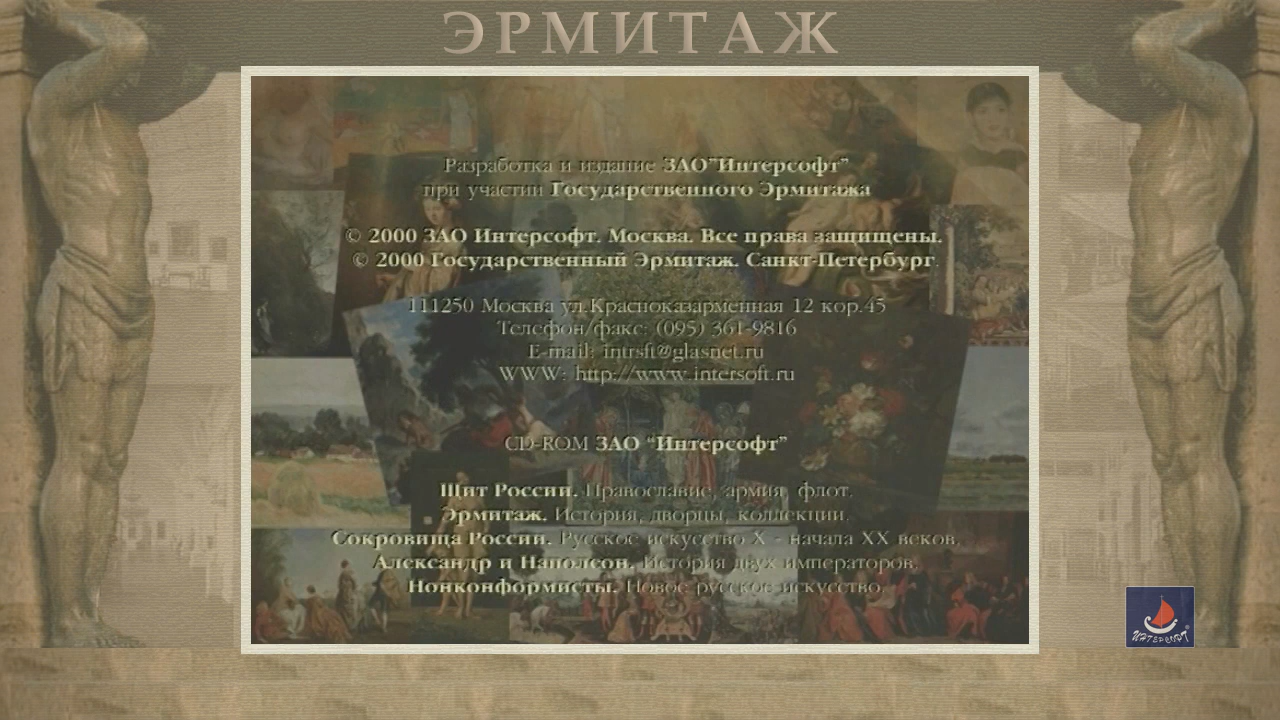 ЭРМИТАЖ
Разработка и издание ЗАО"Интерсофт"
при участии Государственного Эрмитажа
© 2000 ЗАО Интерсофт. Москва. Все права защищены.
© 2000 Государственный Эрмитаж. Санкт-Петербург.
111250 Москва ул.Красноказарменная 12 кор.45
Телефон/факс: (095) 361-9816
E-mail: intrsft@glasnet.ru
WWW: http://www.intersoft.ru
CD-ROM ЗАО “Интерсофт”
Щит России. Православие, армия, флот.
Эрмитаж. История, дворцы, коллекции.
Сокровища России. Русское искусство X - начала XX веков.
Александр и Наполеон. История двух императоров.
Нонконформисты. Новое русское искусство.
ИНТЕРСОФТ